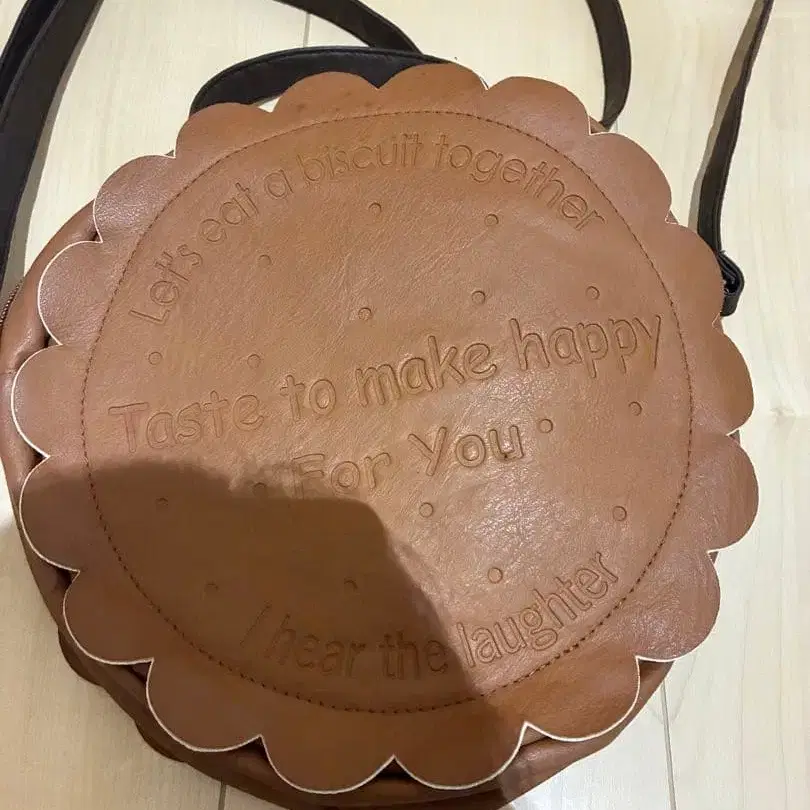 Let's eat a biscuit together
Taste to make happy
For You
I hear the laughter